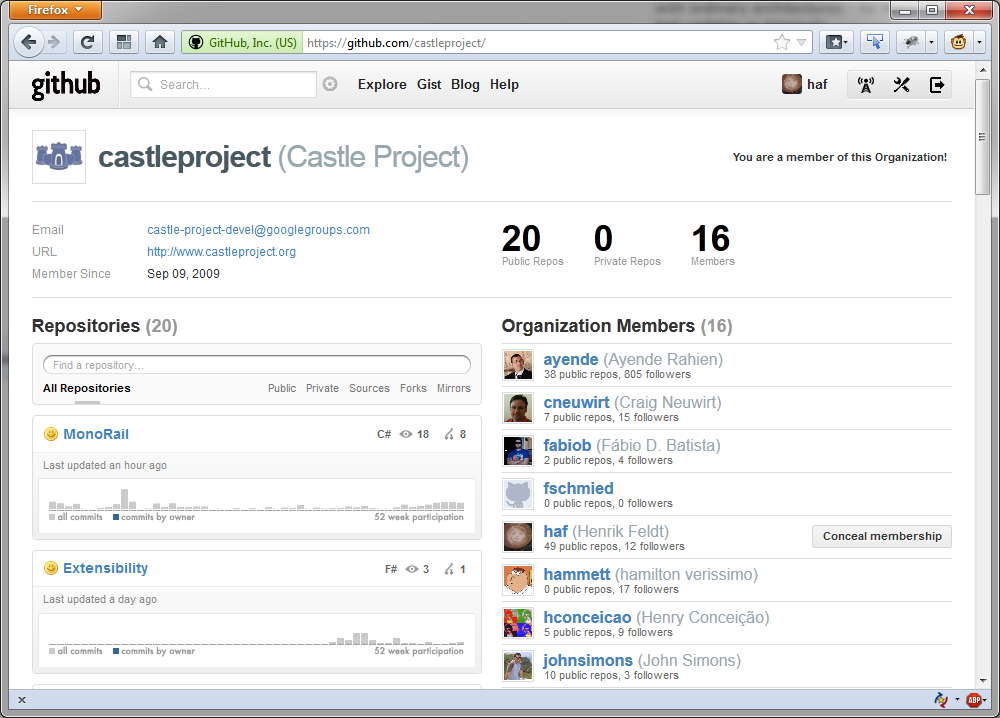 with ordinary architectures
Firefox
GitHub, Inc. (US) https://github.com/castleproject/
github Search... Explore Gist Blog Help haf
castleproject (Castle Project) You are a member of this Organization!
Email castle-project-devel@googlegroups.com
URL http://www.castleproject.org
Member Since Sep 09, 2009
20 0 16
Public Repos Private Repos Members
Repositories (20)
Find a repository...
All Repositories Public Private Sources Forks Mirrors
MonoRail C# 18 8
Last updated an hour ago
all commits commits by owner 52 week participation
Extensibility F# 3 1
Last updated a day ago
all commits commits by owner 52 week participation
Organization Members (16)
ayende (Ayende Rahien)
38 public repos, 805 followers
cneuwirt (Craig Neuwirt)
7 public repos, 15 followers
fabiob (Fábio D. Batista)
2 public repos, 4 followers
fschmied
0 public repos, 0 followers
haf (Henrik Feldt)
49 public repos, 12 followers
Conceal membership
hammett (hamilton verissimo)
0 public repos, 17 followers
hconceicao (Henry Conceição)
5 public repos, 9 followers
johnsimons (John Simons)
10 public repos, 3 followers
ABP